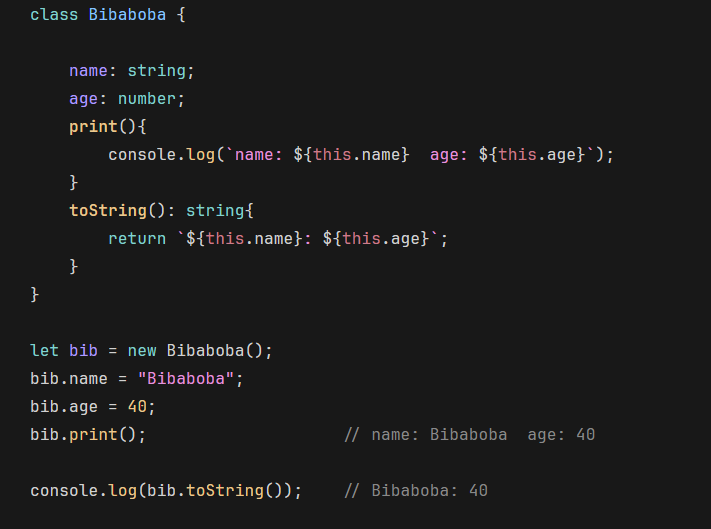 class Bibaboba {
    name: string;
    age: number;
    print(){
        console.log(`name: ${this.name}  age: ${this.age}`);
    }
    toString(): string{
        return `${this.name}: ${this.age}`;
    }
}
let bib = new Bibaboba();
bib.name = "Bibaboba";
bib.age = 40;
bib.print();                    // name: Bibaboba  age: 40
console.log(bib.toString());    // Bibaboba: 40